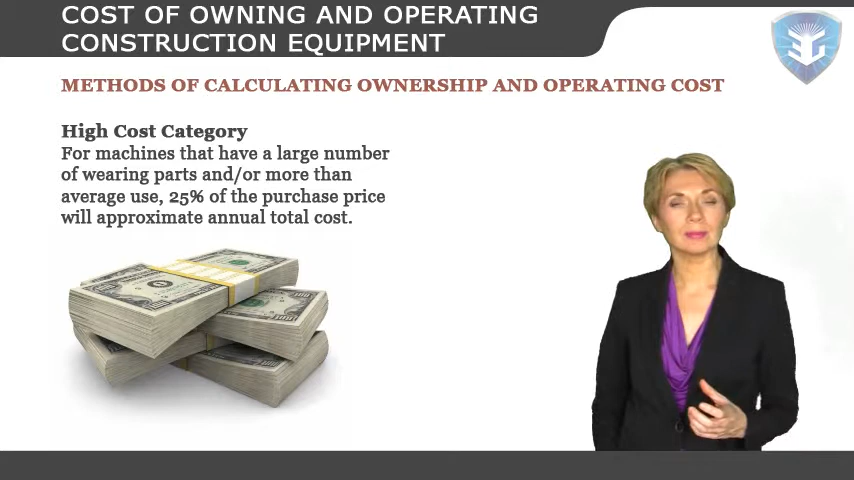 COST OF OWNING AND OPERATING
CONSTRUCTION EQUIPMENT
METHODS OF CALCULATING OWNERSHIP AND OPERATING COST
High Cost Category
For machines that have a large number
of wearing parts and/or more than
average use, 25% of the purchase price
will approximate annual total cost.